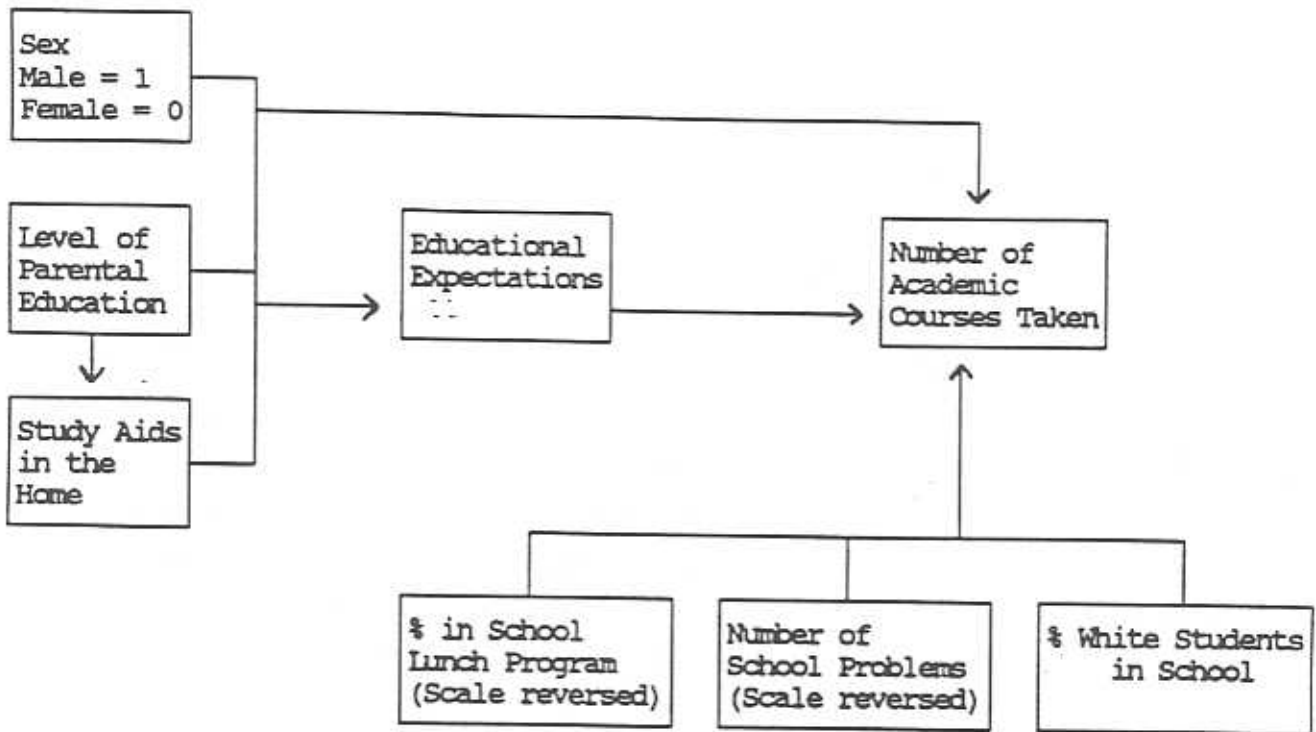 Sex
Male = 1
Female = 0
Level of
Parental
Education
Study Aids
in the
Home
Educational
Expectations
Number of
Academic
Courses Taken
% in School
Lunch Program
(Scale reversed)
Number of
School Problems
(Scale reversed)
% White Students
in School